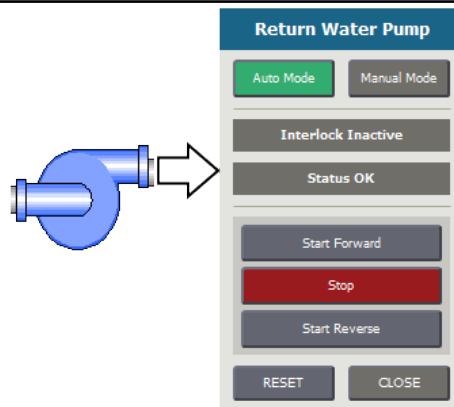 Return Water Pump
Auto Mode Manual Mode
Interlock Inactive
Status OK
Start Forward
Stop
Start Reverse
RESET CLOSE